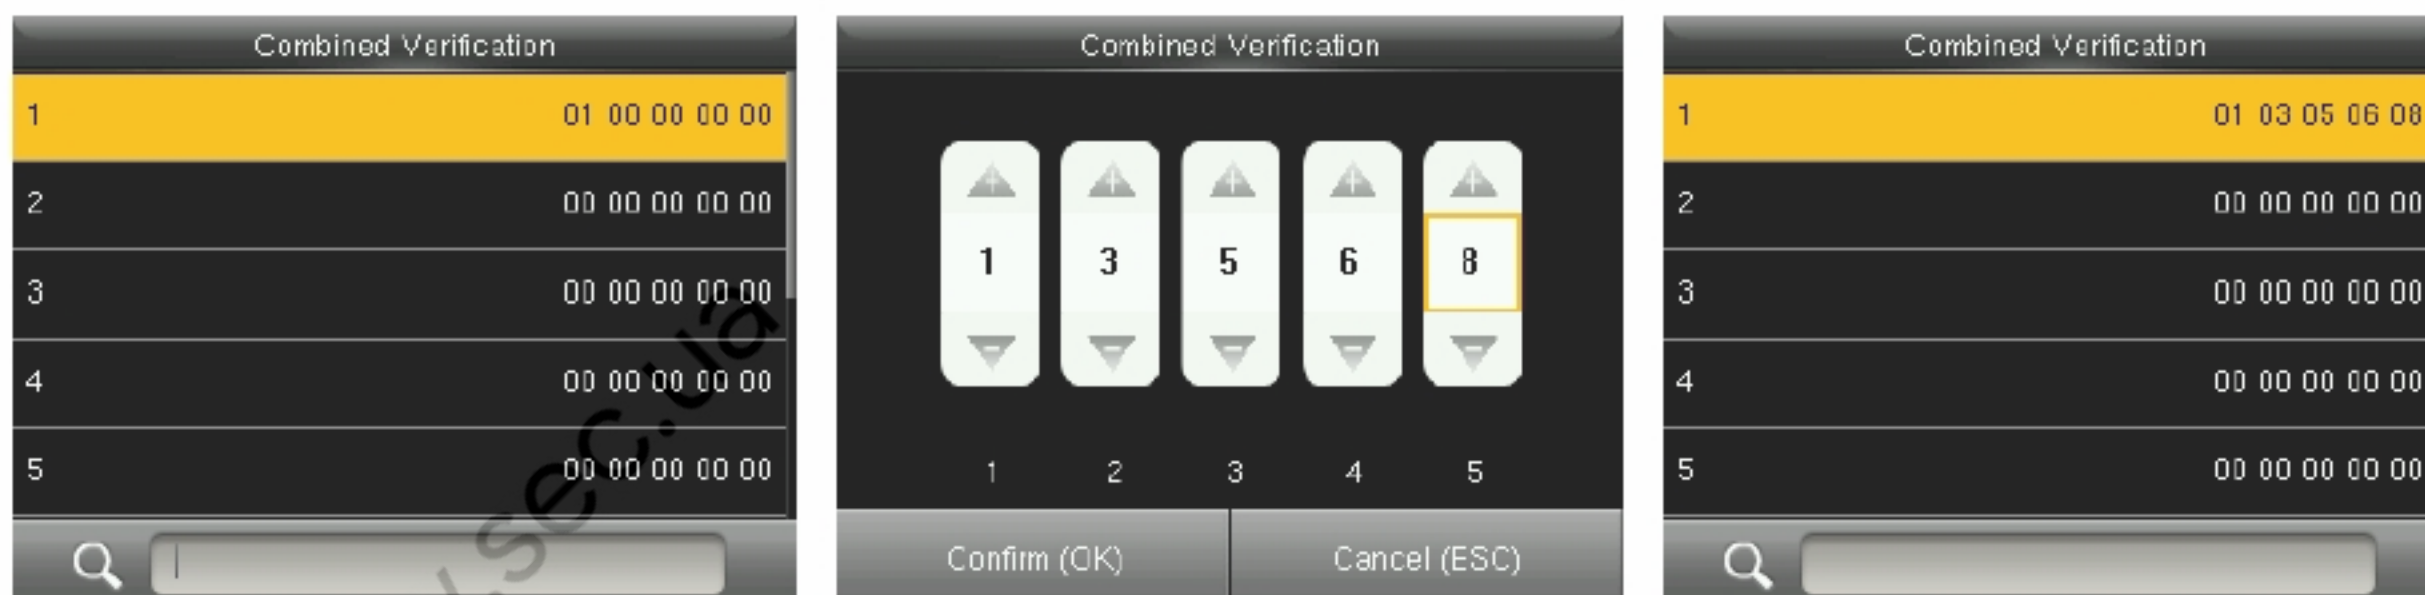 Combined Verification
1 01 00 00 00 00
2 00 00 00 00 00
3 00 00 00 00 00
4 00 00 00 00 00
5 00 00 00 00 00
Combined Verification
1 3 5 6 8
1 2 3 4 5
Confirm (OK) Cancel (ESC)
Combined Verification
1 01 03 05 06 08
2 00 00 00 00 00
3 00 00 00 00 00
4 00 00 00 00 00
5 00 00 00 00 00
.sec.ua